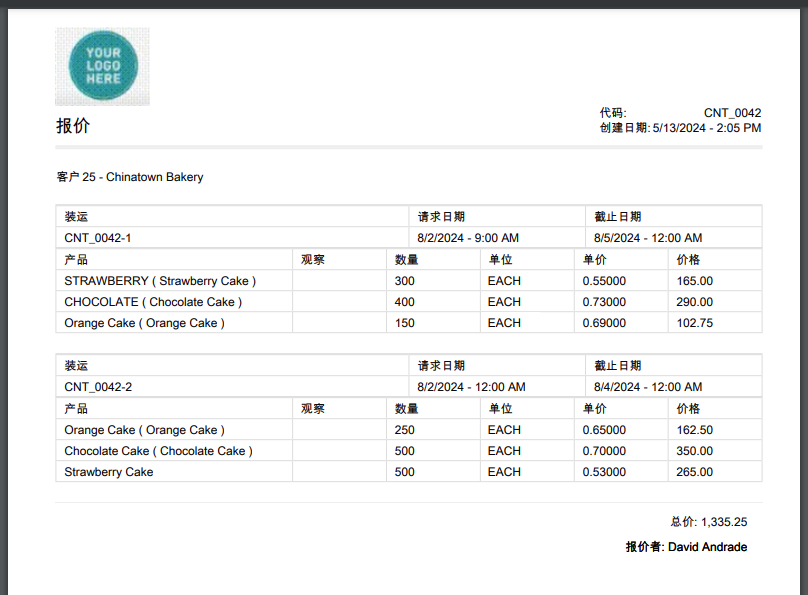 YOUR
LOGO
HERE
报价
代码: CNT_0042
创建日期: 5/13/2024 - 2:05 PM
客户 25 - Chinatown Bakery
装运 请求日期 截止日期
CNT_0042-1 8/2/2024 - 9:00 AM 8/5/2024 - 12:00 AM
产品 观察 数量 单位 单价 价格
STRAWBERRY ( Strawberry Cake ) 300 EACH 0.55000 165.00
CHOCOLATE ( Chocolate Cake ) 400 EACH 0.73000 290.00
Orange Cake ( Orange Cake ) 150 EACH 0.69000 102.75
装运 请求日期 截止日期
CNT_0042-2 8/2/2024 - 12:00 AM 8/4/2024 - 12:00 AM
产品 观察 数量 单位 单价 价格
Orange Cake ( Orange Cake ) 250 EACH 0.65000 162.50
Chocolate Cake ( Chocolate Cake ) 500 EACH 0.70000 350.00
Strawberry Cake 500 EACH 0.53000 265.00
总价: 1,335.25
报价者: David Andrade